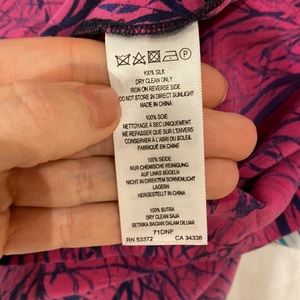 100% SILK
DRY CLEAN ONLY
IRON ON REVERSE SIDE
DO NOT STORE IN DIRECT SUNLIGHT
MADE IN CHINA
100% SOIE
NETTOYAGE À SEC UNIQUEMENT
NE REPASSER QUE SUR L'ENVERS
CONSERVER À L'ABRI DU SOLEIL
FABRIQUÉ EN CHINE
100% SEIDE
NUR CHEMISCHE REINIGUNG
AUF LINKS BÜGELN
NICHT IN DIREKTEM SONNENLICHT
LAGERN
HERGESTELLT IN CHINA
100% SUTRA
DRY CLEAN SAJA
SETRIKA BAGIAN DALAM DILUAR
71DNF
RN 53372 CA 34338